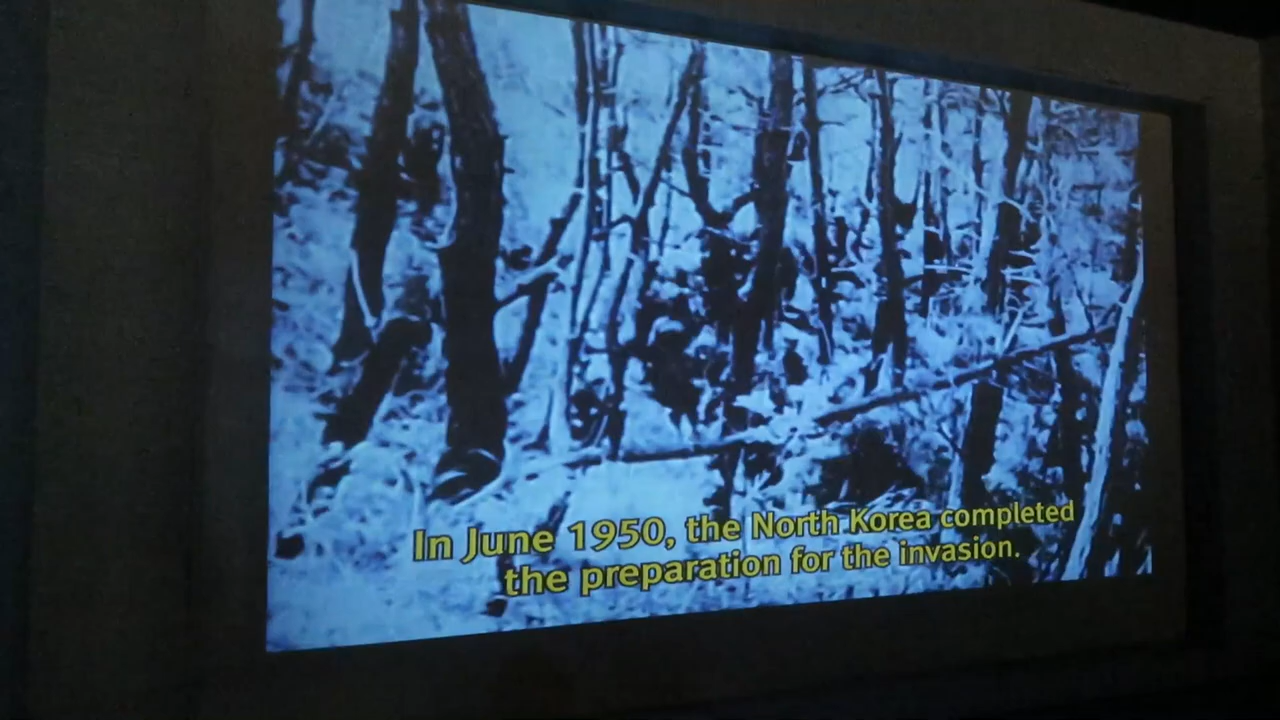 In June 1950, the North Korea completed
the preparation for the invasion.